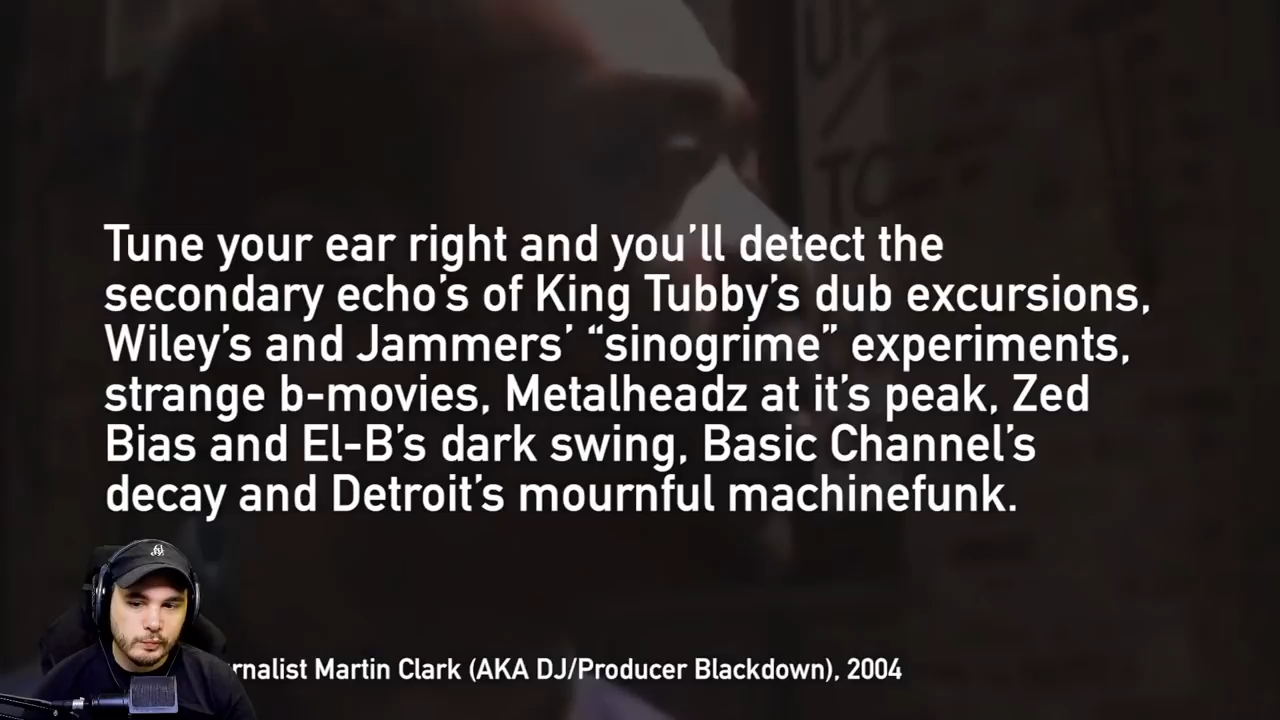 Tune your ear right and you’ll detect the
secondary echo’s of King Tubby’s dub excursions,
Wiley’s and Jammers’ “sinogrime” experiments,
strange b-movies, Metalheadz at it’s peak, Zed
Bias and El-B’s dark swing, Basic Channel’s
decay and Detroit’s mournful machinefunk.
Martin Clark (AKA DJ/Producer Blackdown), 2004
UP
/
TO